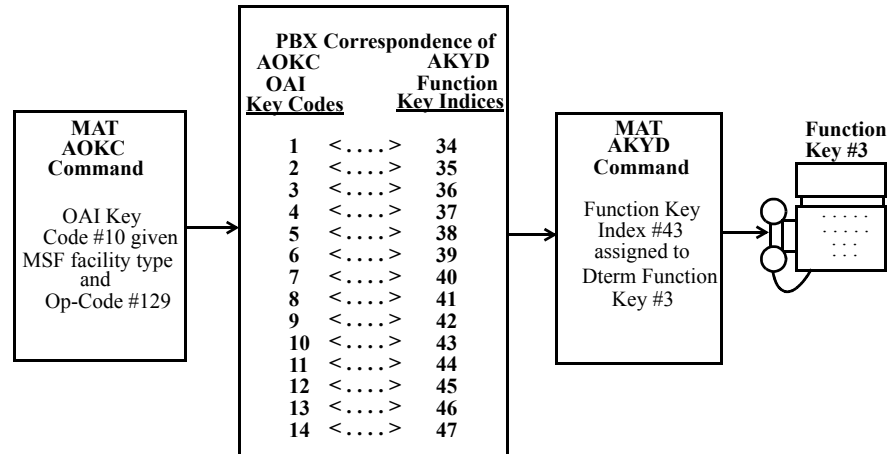 MAT
AOKC
Command
OAI Key
Code #10 given
MSF facility type
and
Op-Code #129
PBX Correspondence of
AOKC AKYD
OAI Function
Key Codes Key Indices
1 <....> 34
2 <....> 35
3 <....> 36
4 <....> 37
5 <....> 38
6 <....> 39
7 <....> 40
8 <....> 41
9 <....> 42
10 <....> 43
11 <....> 44
12 <....> 45
13 <....> 46
14 <....> 47
MAT
AKYD
Command
Function Key
Index #43
assigned to
Dterm Function
Key #3
Function
Key #3